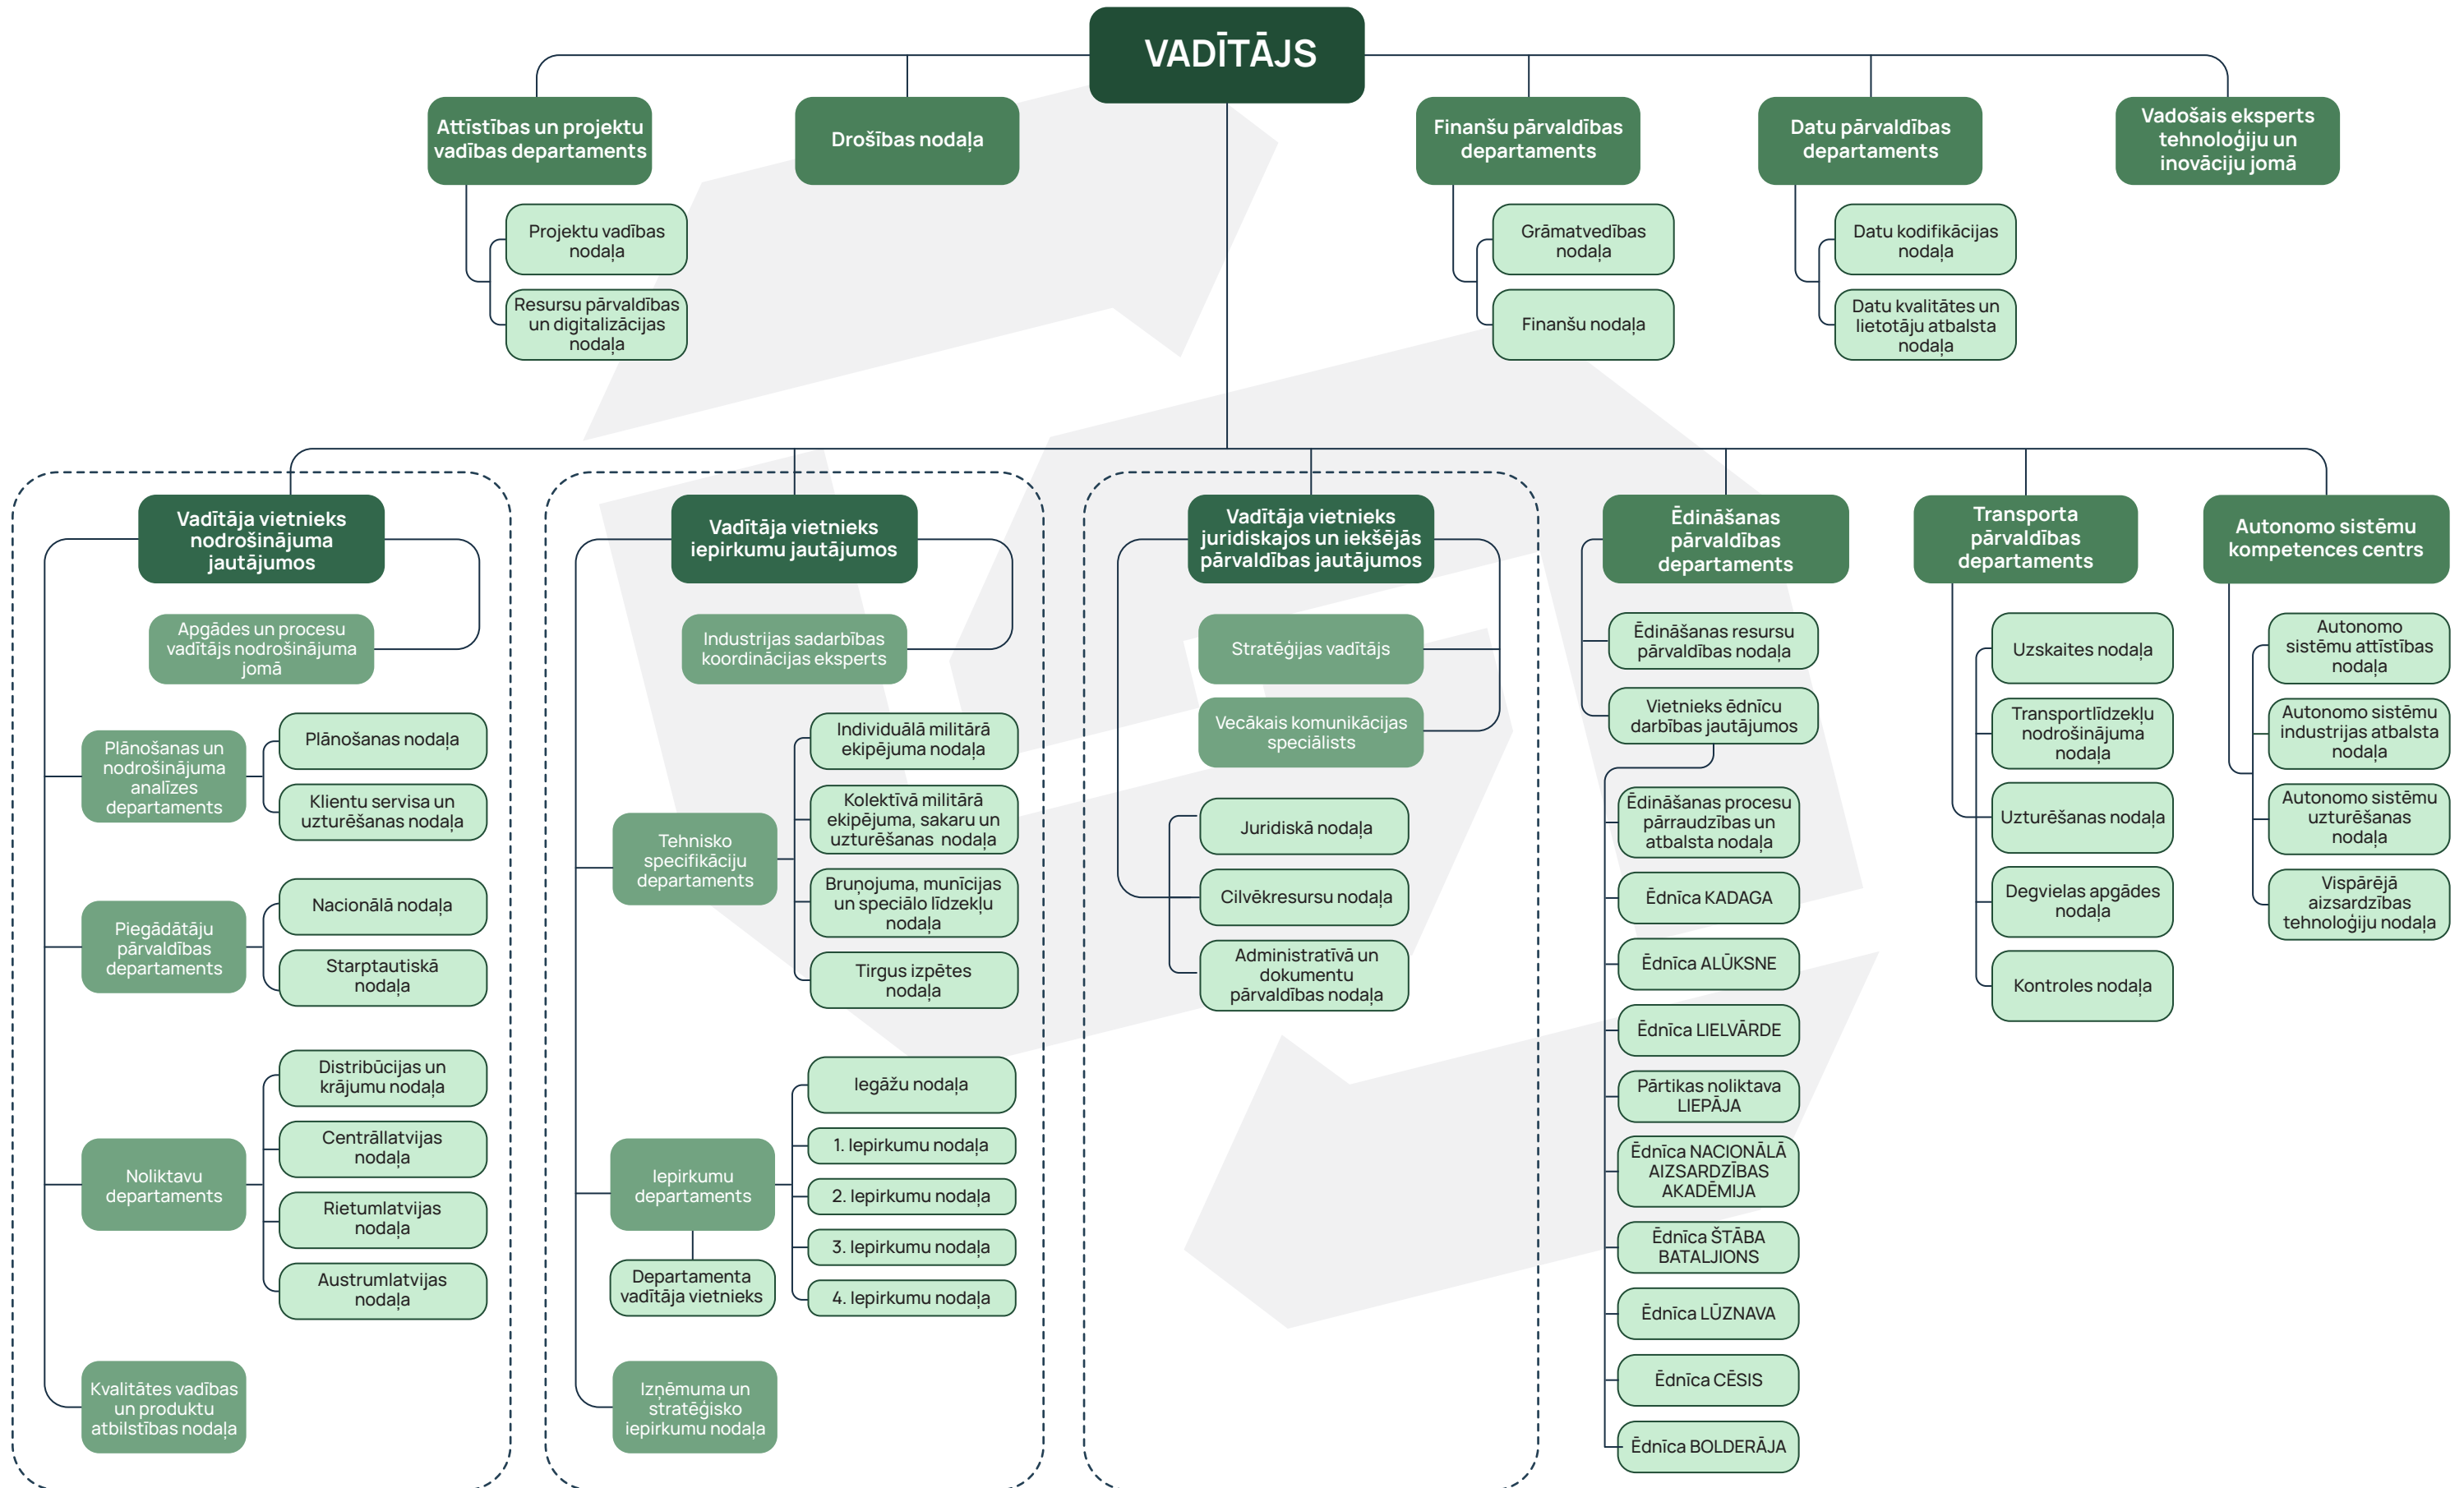 VADĪTĀJS
Attīstības un projektu
vadības departaments
Drošības nodaļa
Finanšu pārvaldības
departaments
Datu pārvaldības
departaments
Vadošais eksperts
tehnoloģiju un
inovāciju jomā
Projektu vadības
nodaļa
Resursu pārvaldības
un digitalizācijas
nodaļa
Grāmatvedības
nodaļa
Finanšu nodaļa
Datu kodifikācijas
nodaļa
Datu kvalitātes un
lietotāju atbalsta
nodaļa
Vadītāja vietnieks
nodrošinājuma
jautājumos
Apgādes un procesu
vadītājs nodrošinājuma
jomā
Plānošanas un
nodrošinājuma
analīzes
departaments
Plānošanas nodaļa
Klientu servisa un
uzturēšanas nodaļa
Piegādātāju
pārvaldības
departaments
Nacionālā nodaļa
Starptautiskā
nodaļa
Noliktavu
departaments
Distribūcijas un
krājumu nodaļa
Centrāllatvijas
nodaļa
Rietumlatvijas
nodaļa
Austrumlatvijas
nodaļa
Kvalitātes vadības
un produktu
atbilstības nodaļa
Vadītāja vietnieks
iepirkumu jautājumos
Industrijas sadarbības
koordinācijas eksperts
Tehnisko
specifikāciju
departaments
Individuālā militārā
ekipējuma nodaļa
Kolektīvā militārā
ekipējuma, sakaru un
uzturēšanas nodaļa
Bruņojuma, munīcijas
un speciālo līdzekļu
nodaļa
Tirgus izpētes
nodaļa
Iepirkumu
departaments
Departamenta
vadītāja vietnieks
Iegāžu nodaļa
1. Iepirkumu nodaļa
2. Iepirkumu nodaļa
3. Iepirkumu nodaļa
4. Iepirkumu nodaļa
Izņēmuma un
stratēģisko
iepirkumu nodaļa
Vadītāja vietnieks
juridiskajos un iekšējās
pārvaldības jautājumos
Stratēģijas vadītājs
Vecākais komunikācijas
speciālists
Juridiskā nodaļa
Cilvēkresursu nodaļa
Administratīvā un
dokumentu
pārvaldības nodaļa
Ēdināšanas
pārvaldības
departaments
Ēdināšanas resursu
pārvaldības nodaļa
Vietnieks ēdnīcu
darbības jautājumos
Ēdināšanas procesu
pārraudzības un
atbalsta nodaļa
Ēdnīca KADAGA
Ēdnīca ALŪKSNE
Ēdnīca LIELVĀRDE
Pārtikas noliktava
LIEPĀJA
Ēdnīca NACIONĀLĀ
AIZSARDZĪBAS
AKADĒMIJA
Ēdnīca ŠTĀBA
BATALJIONS
Ēdnīca LŪZNAVA
Ēdnīca CĒSIS
Ēdnīca BOLDERĀJA
Transporta
pārvaldības
departaments
Uzskaites nodaļa
Transportlīdzekļu
nodrošinājuma
nodaļa
Uzturēšanas nodaļa
Degvielas apgādes
nodaļa
Kontroles nodaļa
Autonomo sistēmu
kompetences centrs
Autonomo
sistēmu attīstības
nodaļa
Autonomo sistēmu
industrijas atbalsta
nodaļa
Autonomo sistēmu
uzturēšanas
nodaļa
Vispārējā
aizsardzības
tehnoloģiju nodaļa